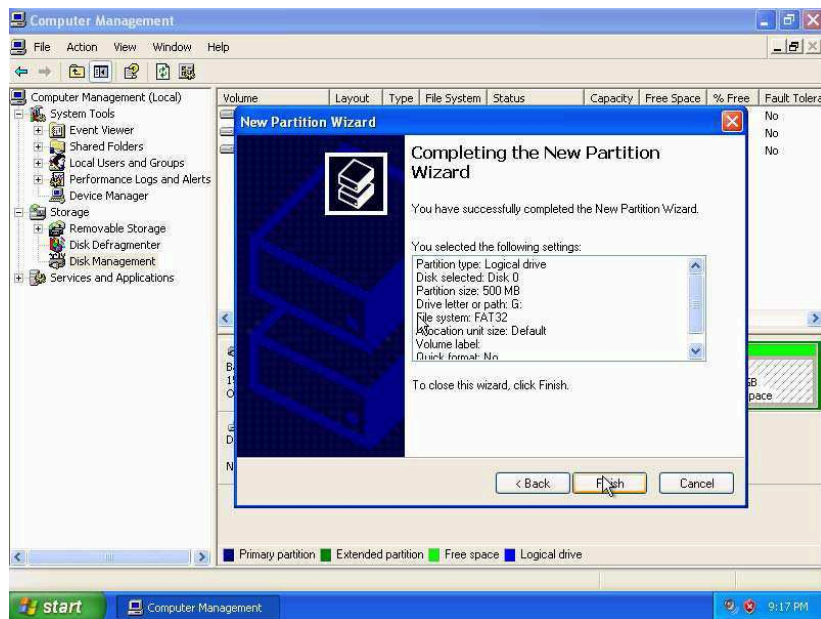 Computer Management
File Action View Window Help
Computer Management (Local)
System Tools
Event Viewer
Shared Folders
Local Users and Groups
Performance Logs and Alerts
Device Manager
Storage
Removable Storage
Disk Defragmenter
Disk Management
Services and Applications
Volume Layout Type File System Status Capacity Free Space % Free Fault Tolera
No
No
No
New Partition Wizard
Completing the New Partition
Wizard
You have successfully completed the New Partition Wizard.
You selected the following settings:
Partition type: Logical drive
Disk selected: Disk 0
Partition size: 500 MB
Drive letter or path: G:
File system: FAT32
Allocation unit size: Default
Volume label:
Quick format: No
To close this wizard, click Finish.
< Back Finish Cancel
Primary partition Extended partition Free space Logical drive
start Computer Management 9:17 PM